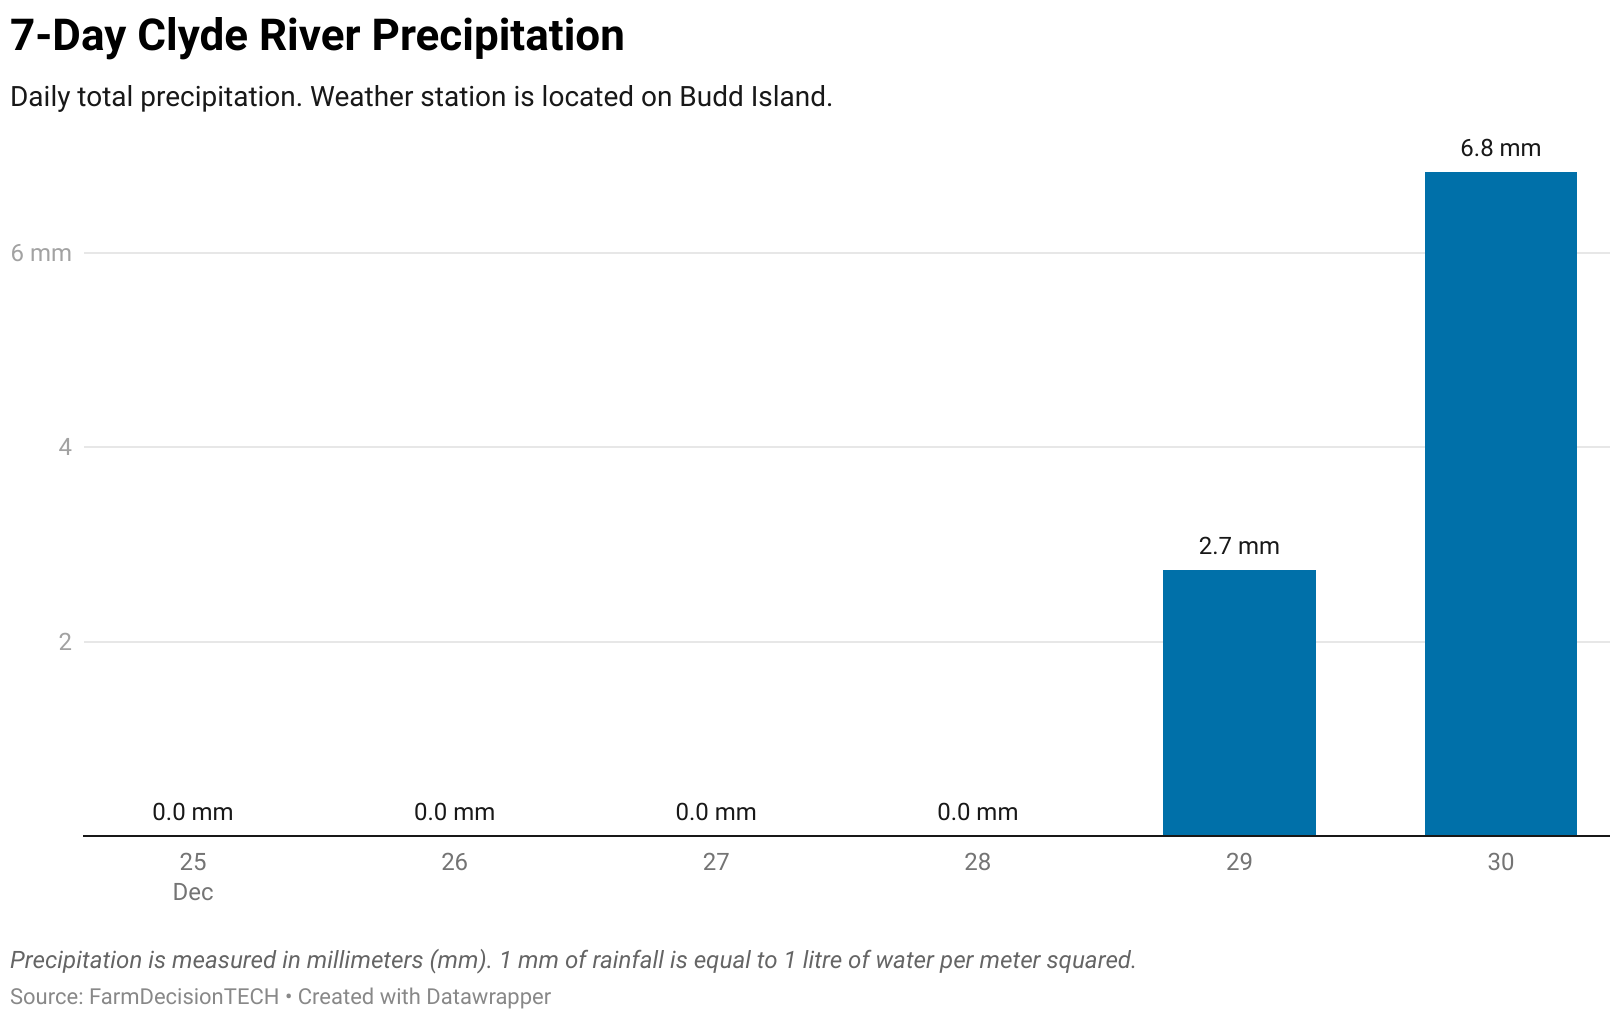 7-Day Clyde River Precipitation
Daily total precipitation. Weather station is located on Budd Island.
6.8 mm
6 mm
4
2.7 mm
2
0.0 mm 0.0 mm 0.0 mm 0.0 mm
25 26 27 28 29 30
Dec
Precipitation is measured in millimeters (mm). 1 mm of rainfall is equal to 1 litre of water per meter squared.
Source: FarmDecisionTECH • Created with Datawrapper